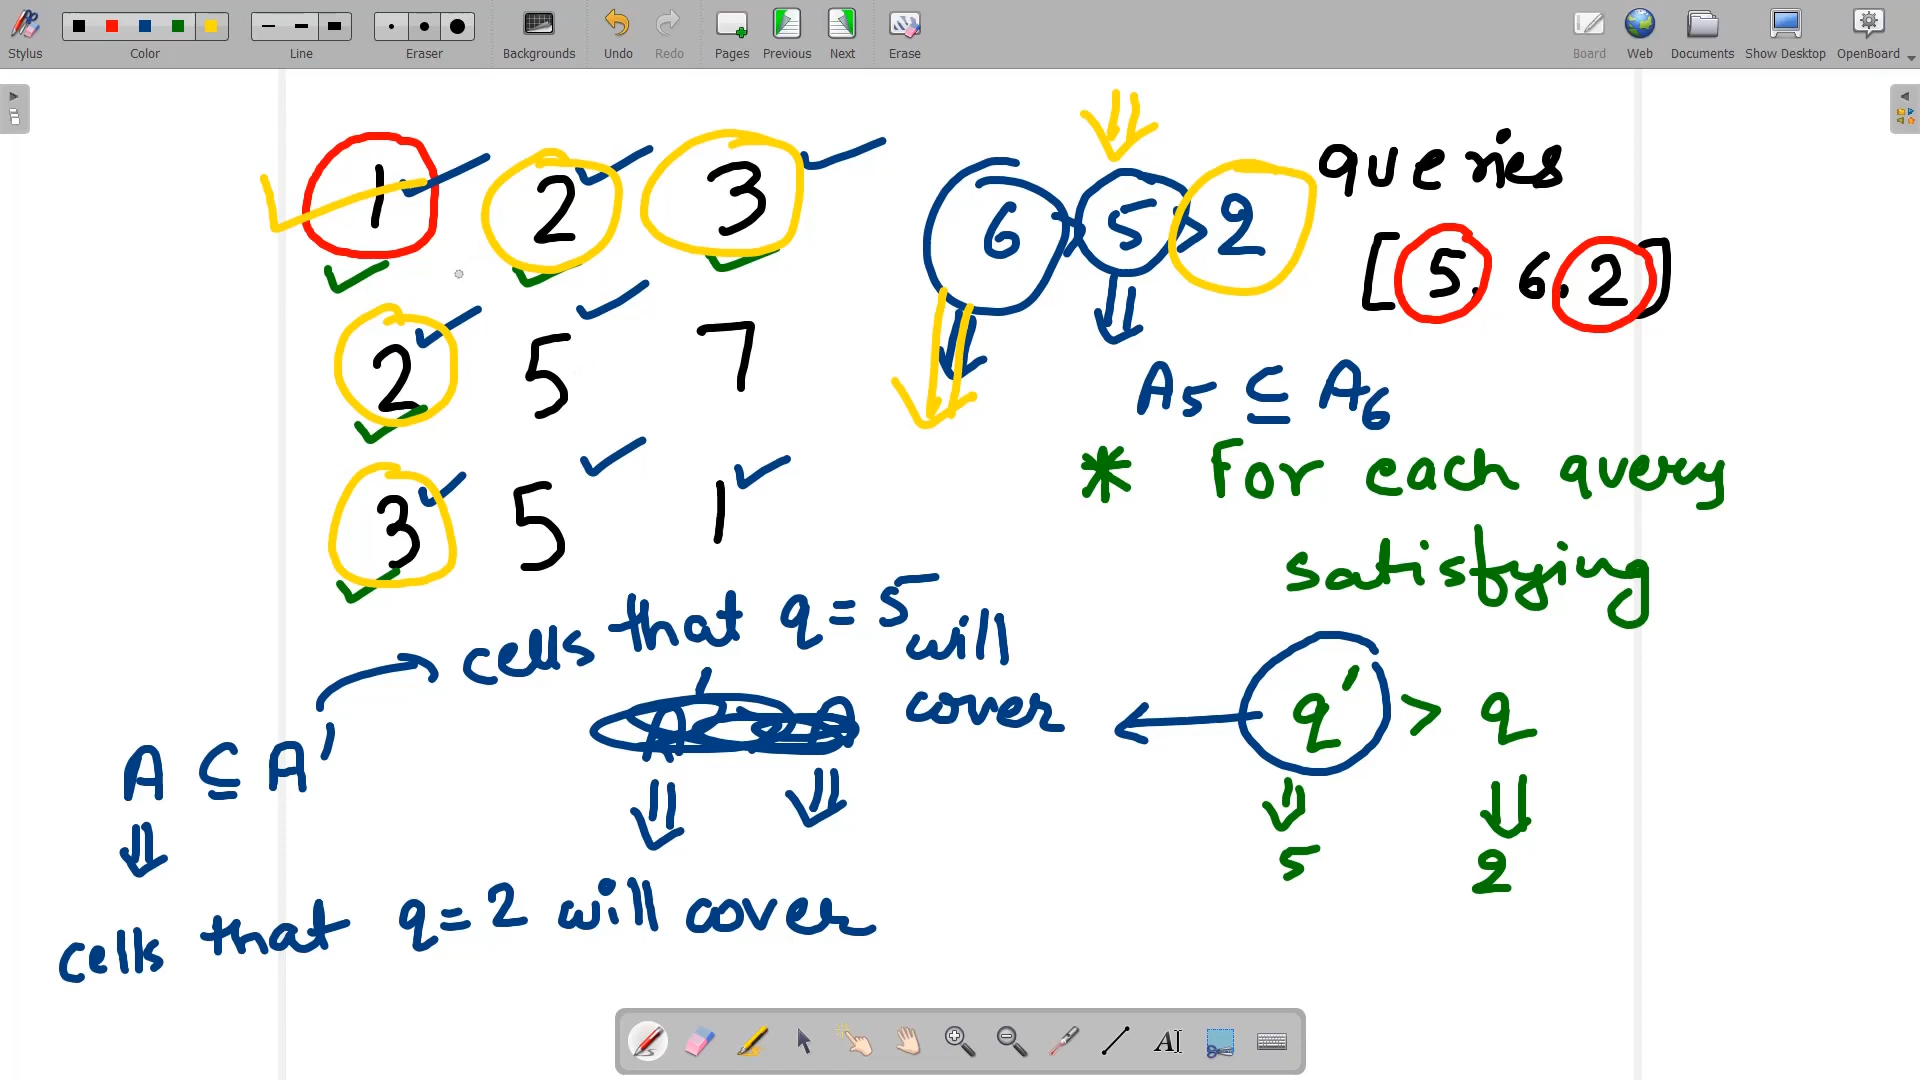 Stylus Color Line Eraser Backgrounds Undo Redo Pages Previous Next Erase Board Web Documents Show Desktop OpenBoard
1 2 3
2 5 7
3 5 1
6 > 5 > 2
queries
[5, 6, 2]
A5 ⊆ A6
* For each query
satisfying
q' > q
5 2
cells that q = 5 will
cover
A ⊆ A'
cells that q = 2 will cover